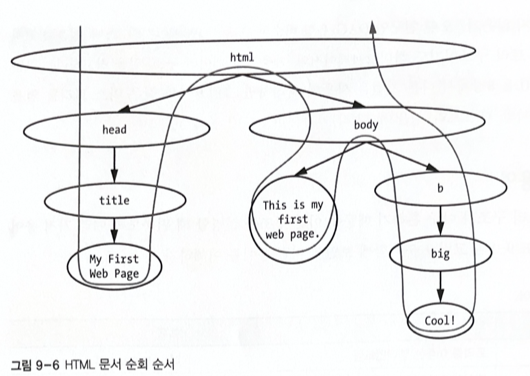 html
head
body
title
This is my
first
web page.
b
My First
Web Page
big
Cool!
그림 9-6 HTML 문서 순회 순서